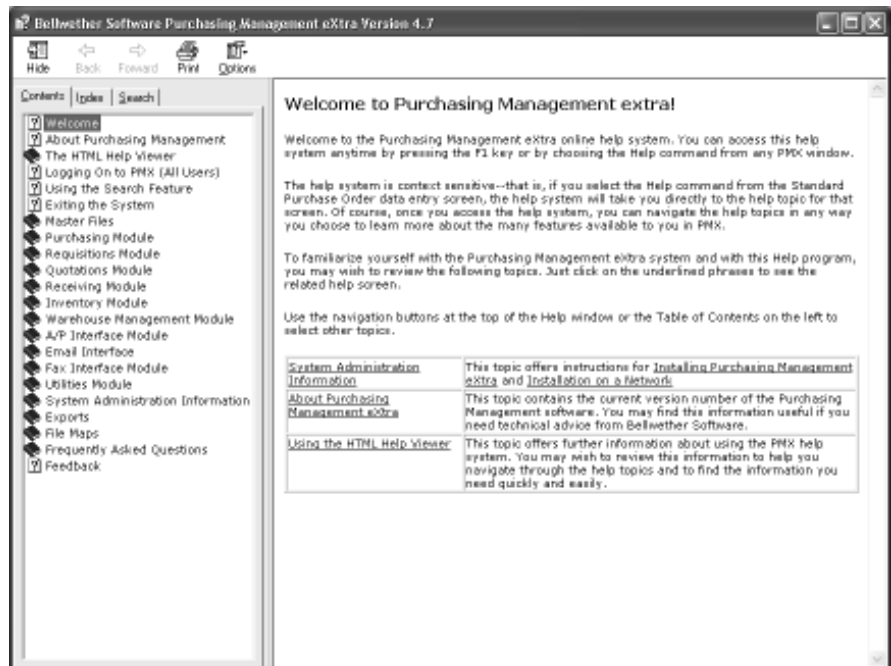 Bellwether Software Purchasing Management eXtra Version 4.7
Hide Back Forward Print Options
Contents Index Search
Welcome
About Purchasing Management
The HTML Help Viewer
Logging On to PMX (All Users)
Using the Search Feature
Exiting the System
Master Files
Purchasing Module
Requisitions Module
Quotations Module
Receiving Module
Inventory Module
Warehouse Management Module
A/P Interface Module
Email Interface
Fax Interface Module
Utilities Module
System Administration Information
Exports
File Maps
Frequently Asked Questions
Feedback
Welcome to Purchasing Management extra!
Welcome to the Purchasing Management eXtra online help system. You can access this help
system anytime by pressing the F1 key or by choosing the Help command from any PMX window.
The help system is context sensitive--that is, if you select the Help command from the Standard
Purchase Order data entry screen, the help system will take you directly to the help topic for that
screen. Of course, once you access the help system, you can navigate the help topics in any way
you choose to learn more about the many features available to you in PMX.
To familiarize yourself with the Purchasing Management eXtra system and with this Help program,
you may wish to review the following topics. Just click on the underlined phrases to see the
related help screen.
Use the navigation buttons at the top of the Help window or the Table of Contents on the left to
select other topics.
System Administration
Information
This topic offers instructions for Installing Purchasing Management
eXtra and Installation on a Network
About Purchasing
Management eXtra
This topic contains the current version number of the Purchasing
Management software. You may find this information useful if you
need technical advice from Bellwether Software.
Using the HTML Help Viewer
This topic offers further information about using the PMX help
system. You may wish to review this information to help you
navigate through the help topics and to find the information you
need quickly and easily.